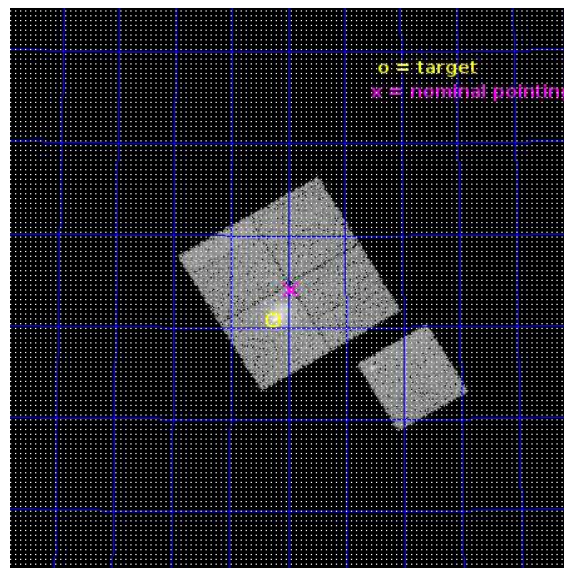 o = target
x = nominal pointing